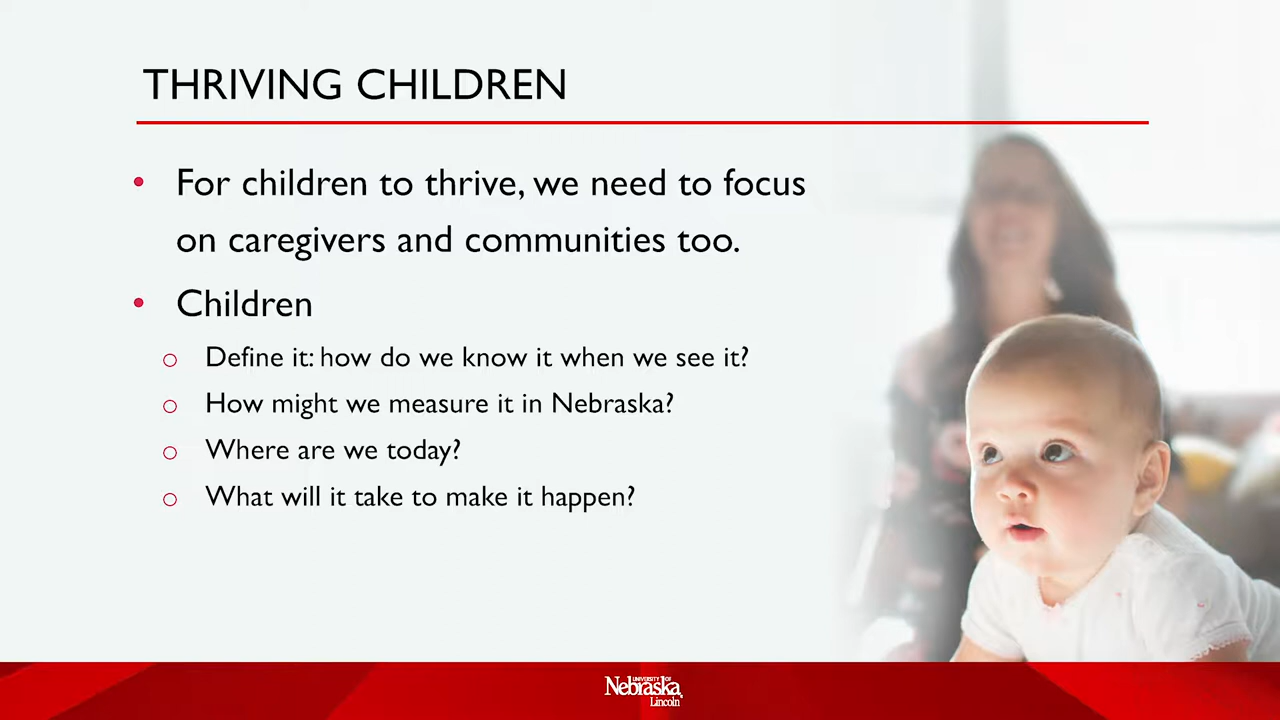 THRIVING CHILDREN
• For children to thrive, we need to focus
on caregivers and communities too.
• Children
o Define it: how do we know it when we see it?
o How might we measure it in Nebraska?
o Where are we today?
o What will it take to make it happen?
UNIVERSITY OF
Nebraska
Lincoln